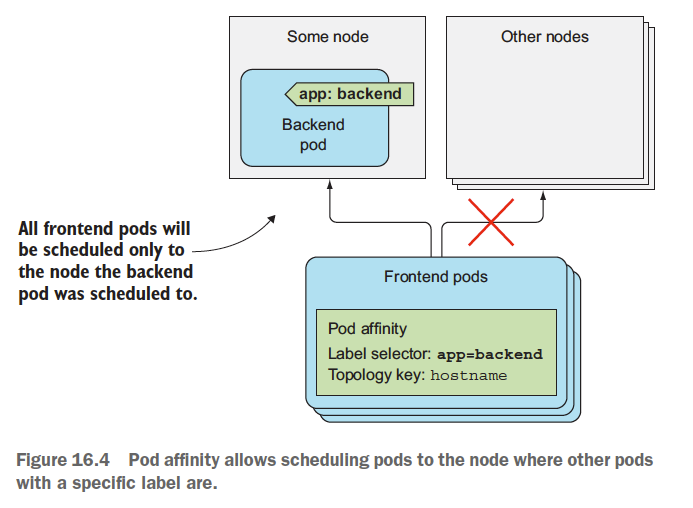 Some node
Other nodes
app: backend
Backend
pod
All frontend pods will
be scheduled only to
the node the backend
pod was scheduled to.
Frontend pods
Pod affinity
Label selector: app=backend
Topology key: hostname
Figure 16.4 Pod affinity allows scheduling pods to the node where other pods
with a specific label are.